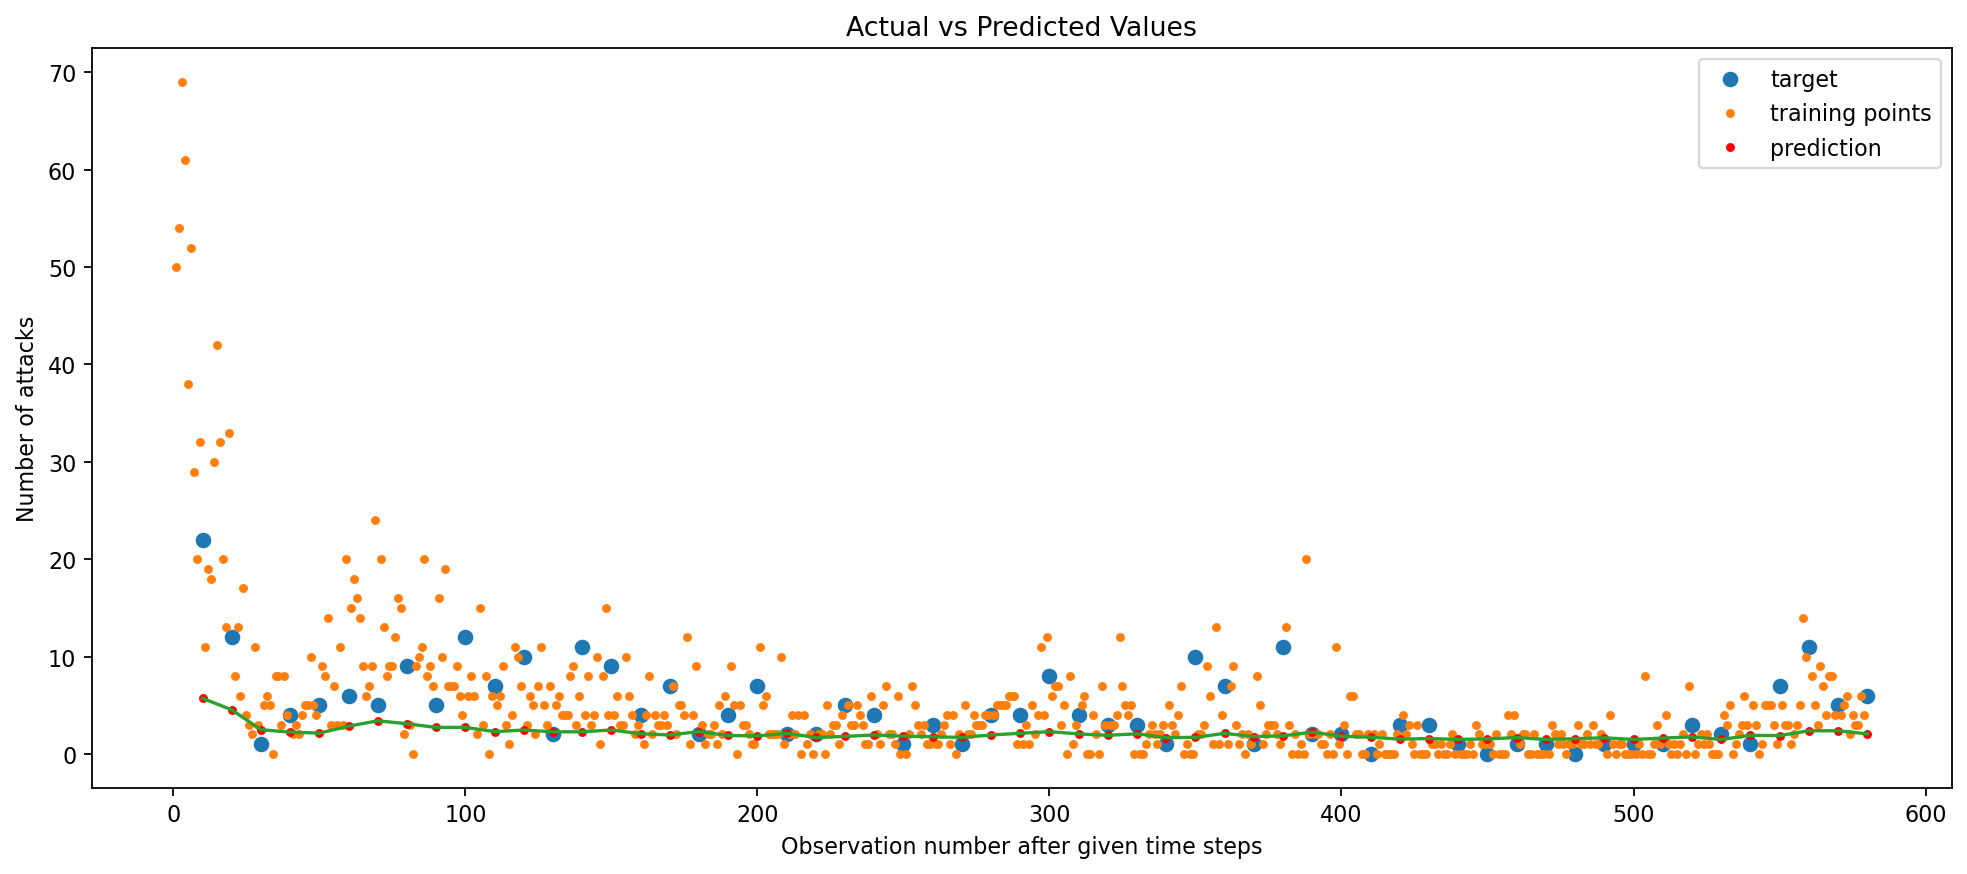 Actual vs Predicted Values
target
training points
prediction
Number of attacks
70
60
50
40
30
20
10
0
0 100 200 300 400 500 600
Observation number after given time steps